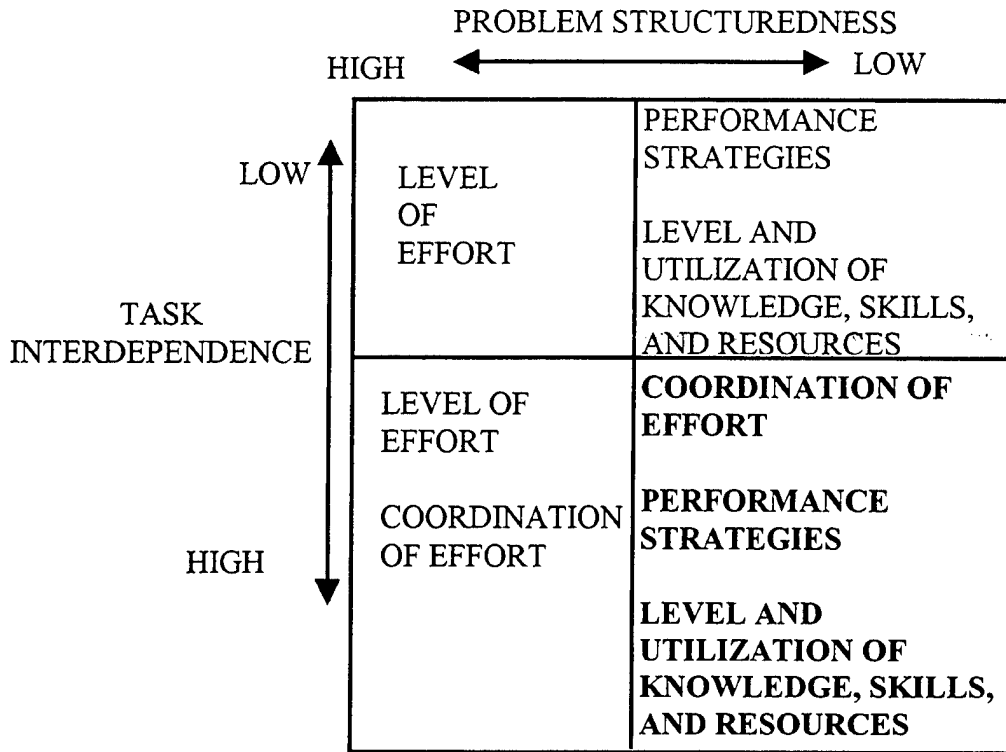 PROBLEM STRUCTUREDNESS
HIGH
LOW
LOW
LEVEL
OF
EFFORT
PERFORMANCE
STRATEGIES
LEVEL AND
UTILIZATION OF
KNOWLEDGE, SKILLS,
AND RESOURCES
TASK
INTERDEPENDENCE
LEVEL OF
EFFORT
COORDINATION
OF EFFORT
HIGH
COORDINATION OF
EFFORT
PERFORMANCE
STRATEGIES
LEVEL AND
UTILIZATION OF
KNOWLEDGE, SKILLS,
AND RESOURCES